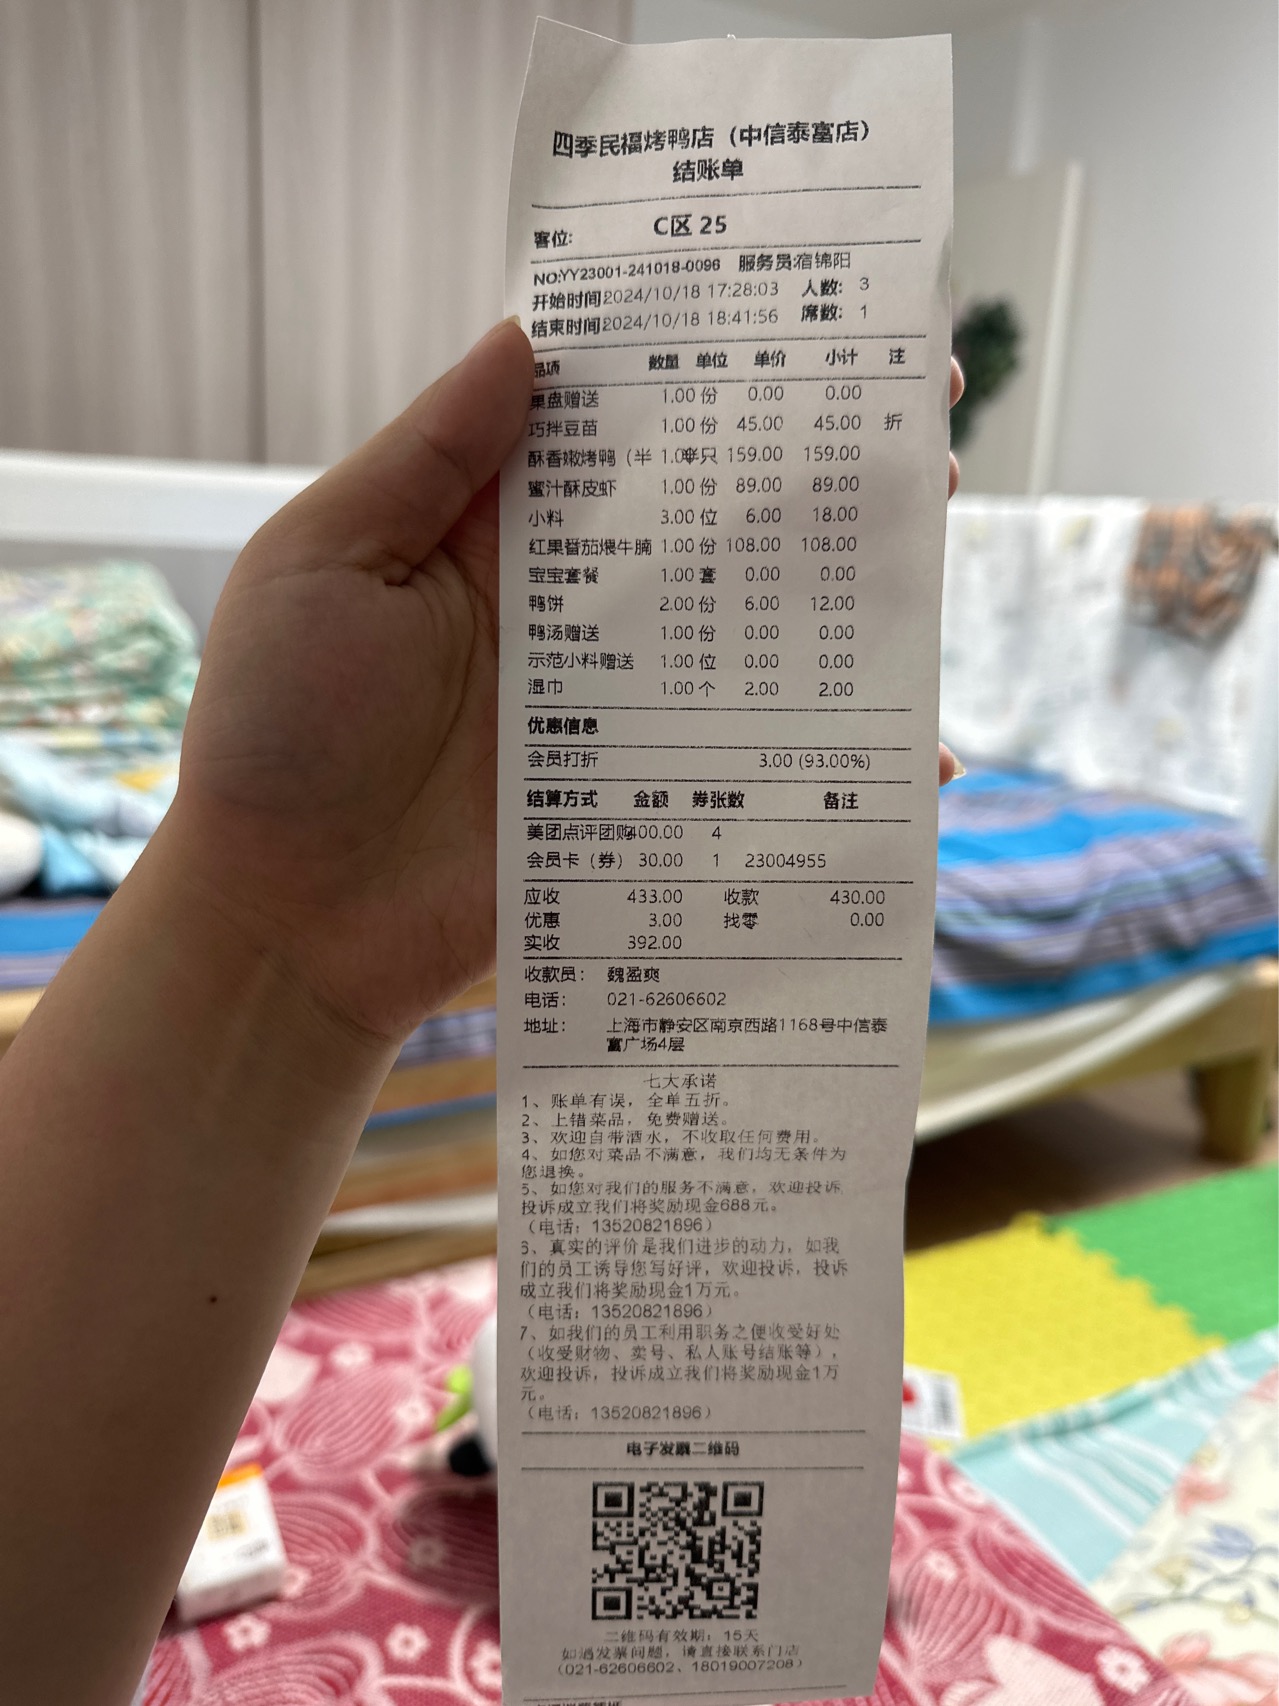 四季民福烤鸭店（中信泰富店）
结账单
客位: C区 25
NO:YY23001-241018-0096 服务员:宿锦阳
开始时间:2024/10/18 17:28:03 人数: 3
结束时间:2024/10/18 18:41:56 席数: 1
品项 数量 单位 单价 小计 注
果盘赠送 1.00 份 0.00 0.00
巧拌豆苗 1.00 份 45.00 45.00 折
酥香嫩烤鸭（半 1.00 半只 159.00 159.00
蜜汁酥皮虾 1.00 份 89.00 89.00
小料 3.00 位 6.00 18.00
红果番茄煨牛腩 1.00 份 108.00 108.00
宝宝套餐 1.00 套 0.00 0.00
鸭饼 2.00 份 6.00 12.00
鸭汤赠送 1.00 份 0.00 0.00
示范小料赠送 1.00 位 0.00 0.00
湿巾 1.00 个 2.00 2.00
优惠信息
会员打折 3.00 (93.00%)
结算方式 金额 券张数 备注
美团点评团购 400.00 4
会员卡（券） 30.00 1 23004955
应收 433.00 收款 430.00
优惠 3.00 找零 0.00
实收 392.00
收款员: 魏盈爽
电话: 021-62606602
地址: 上海市静安区南京西路1168号中信泰
富广场4层
七大承诺
1、账单有误，全单五折。
2、上错菜品，免费赠送。
3、欢迎自带酒水，不收取任何费用。
4、如您对菜品不满意，我们均无条件为
您退换。
5、如您对我们的服务不满意，欢迎投诉，
投诉成立我们将奖励现金688元。
（电话：13520821896）
6、真实的评价是我们进步的动力，如我
们的员工诱导您写好评，欢迎投诉，投诉
成立我们将奖励现金1万元。
（电话：13520821896）
7、如我们的员工利用职务之便收受好处
（收受财物、卖号、私人账号结账等），
欢迎投诉，投诉成立我们将奖励现金1万
元。
（电话：13520821896）
电子发票二维码
二维码有效期：15天
如遇发票问题，请直接联系门店
（021-62606602、18019007208）